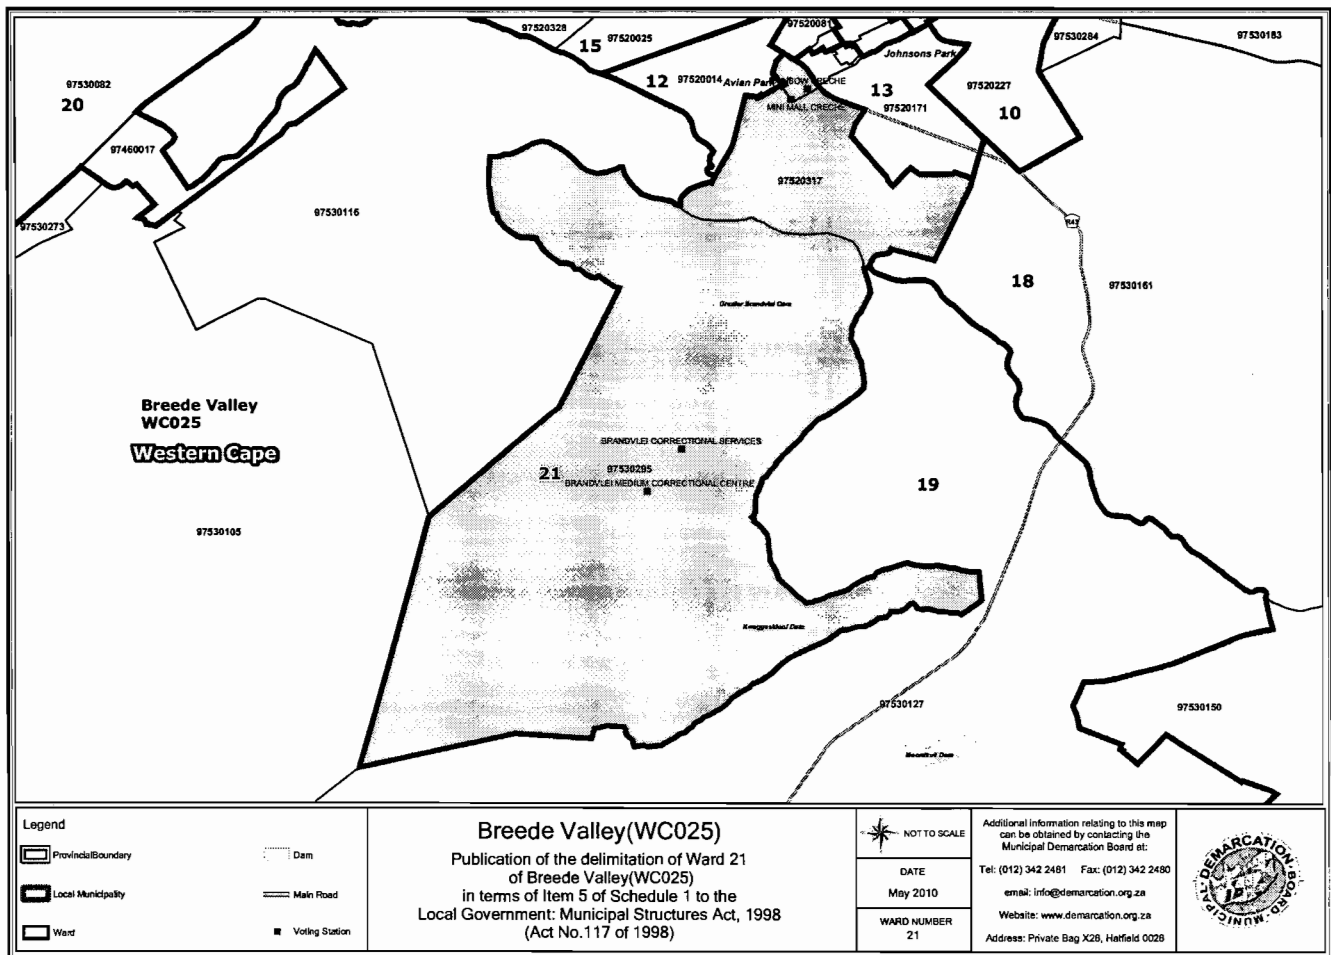 97520328
15
97520025
97520081
97530284
97530183
Johnsons Park
97530082
20
12
97520014
Avian Park
CRECHE
MINI MALL CRECHE
13
97520171
97520227
10
97460017
97520317
97530273
97530116
R43
18
97530161
Greater Brandvlei Dam
Breede Valley
WC025
Western Cape
BRANDVLEI CORRECTIONAL SERVICES
21
97530295
BRANDVLEI MEDIUM CORRECTIONAL CENTRE
19
97530105
97530127
97530150
Legend
ProvincialBoundary
Dam
Local Municipality
Main Road
Ward
Voting Station
Breede Valley(WC025)
Publication of the delimitation of Ward 21
of Breede Valley(WC025)
in terms of Item 5 of Schedule 1 to the
Local Government: Municipal Structures Act, 1998
(Act No.117 of 1998)
NOT TO SCALE
DATE
May 2010
WARD NUMBER
21
Additional information relating to this map
can be obtained by contacting the
Municipal Demarcation Board at:
Tel: (012) 342 2481 Fax: (012) 342 2480
email: info@demarcation.org.za
Website: www.demarcation.org.za
Address: Private Bag X28, Hatfield 0028
MUNICIPAL DEMARCATION BOARD